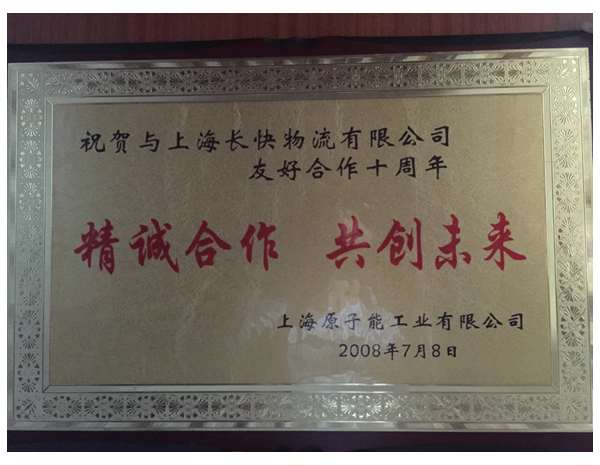 祝贺与上海长快物流有限公司
友好合作十周年
精诚合作 共创未来
上海原子能工业有限公司
2008年7月8日